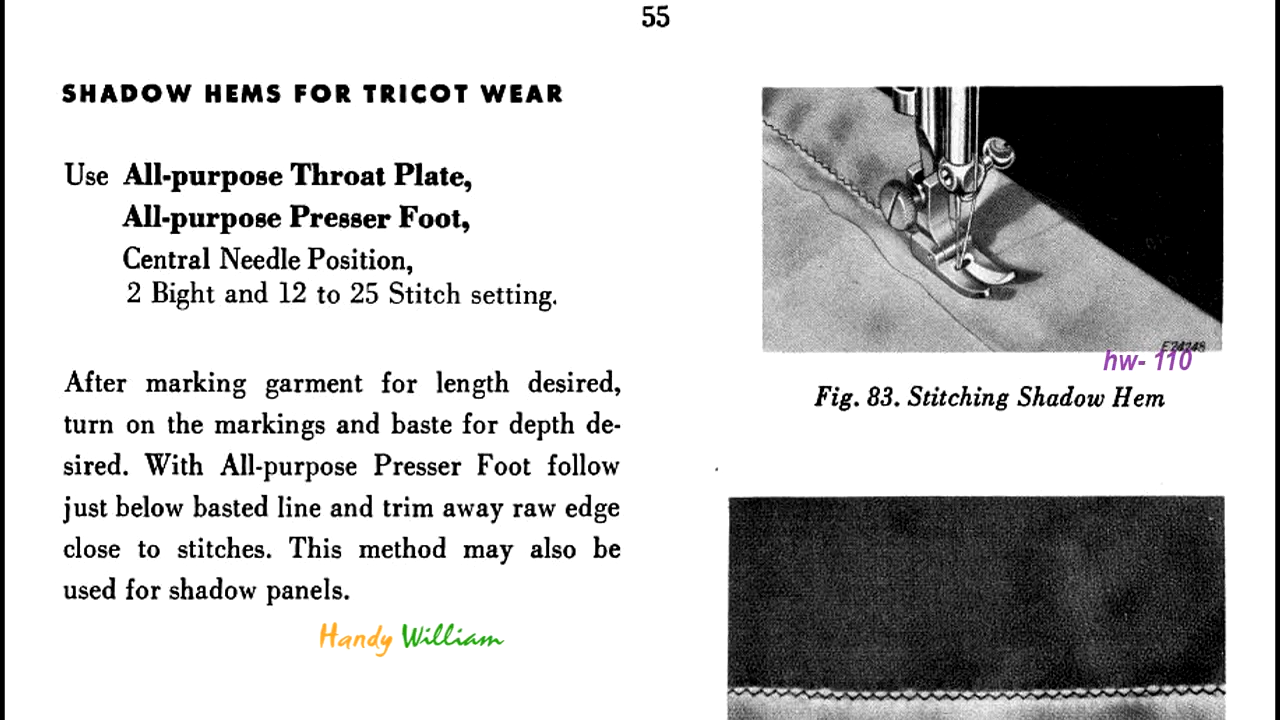 55
SHADOW HEMS FOR TRICOT WEAR
Use All-purpose Throat Plate,
All-purpose Presser Foot,
Central Needle Position,
2 Bight and 12 to 25 Stitch setting.
After marking garment for length desired,
turn on the markings and baste for depth de-
sired. With All-purpose Presser Foot follow
just below basted line and trim away raw edge
close to stitches. This method may also be
used for shadow panels.
Handy William
E24248
hw- 110
Fig. 83. Stitching Shadow Hem